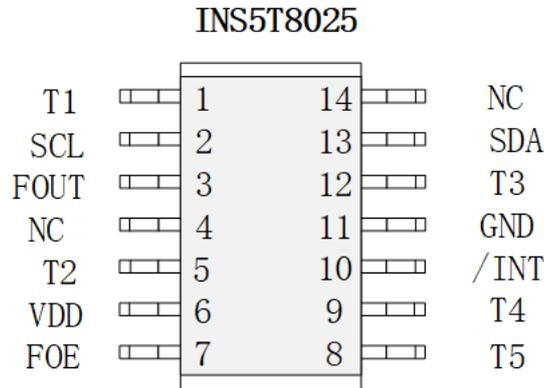 INS5T8025
T1 1 14 NC
SCL 2 13 SDA
FOUT 3 12 T3
NC 4 11 GND
T2 5 10 /INT
VDD 6 9 T4
FOE 7 8 T5